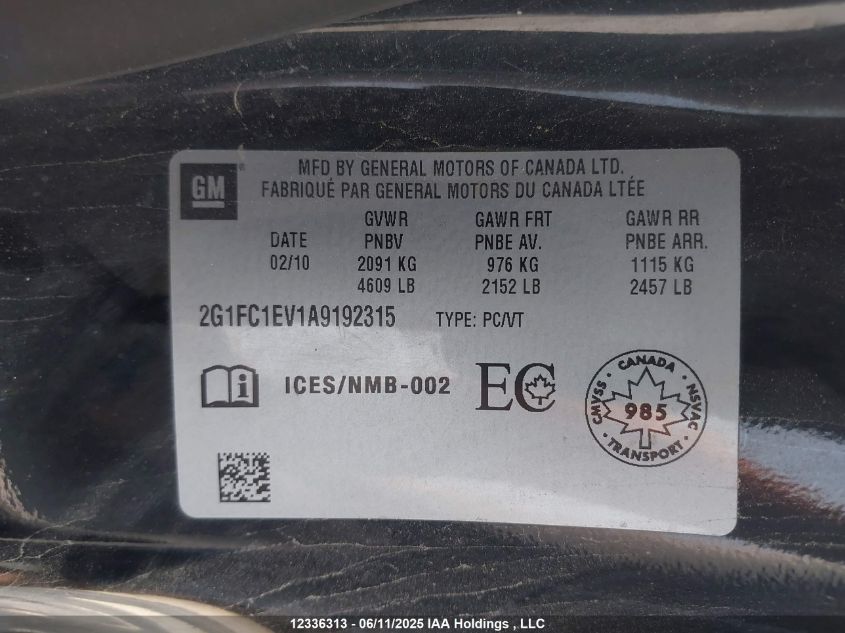 GM
MFD BY GENERAL MOTORS OF CANADA LTD.
FABRIQUÉ PAR GENERAL MOTORS DU CANADA LTÉE
GVWR GAWR FRT GAWR RR
DATE PNBV PNBE AV. PNBE ARR.
02/10 2091 KG 976 KG 1115 KG
4609 LB 2152 LB 2457 LB
2G1FC1EV1A9192315 TYPE: PC/VT
i ICES/NMB-002 EC
CANADA
CMVSS 985 NSVAC
TRANSPORT
12336313 - 06/11/2025 IAA Holdings , LLC